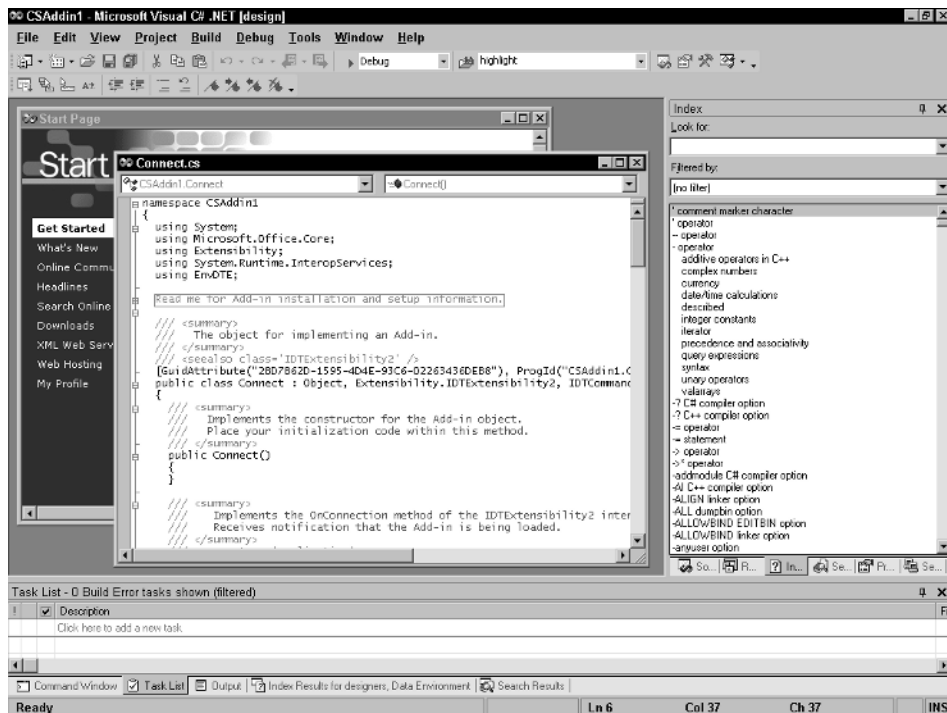 CSAddin1 - Microsoft Visual C# .NET [design]
File Edit View Project Build Debug Tools Window Help
Debug highlight
Start Page
Start
Get Started
What's New
Online Commu
Headlines
Search Online
Downloads
XML Web Serv
Web Hosting
My Profile
Connect.cs
CSAddin1.Connect Connect()
namespace CSAddin1
{
using System;
using Microsoft.Office.Core;
using Extensibility;
using System.Runtime.InteropServices;
using EnvDTE;
Read me for Add-in installation and setup information.
/// <summary>
/// The object for implementing an Add-in.
/// </summary>
/// <seealso class='IDTExtensibility2' />
[GuidAttribute("2BD7862D-1595-4D4E-93C6-02263436DEB8"), ProgId("CSAddin1.C
public class Connect : Object, Extensibility.IDTExtensibility2, IDTCommand
{
/// <summary>
/// Implements the constructor for the Add-in object.
/// Place your initialization code within this method.
/// </summary>
public Connect()
{
}
/// <summary>
/// Implements the OnConnection method of the IDTExtensibility2 inter
/// Receives notification that the Add-in is being loaded.
/// </summary>
Index
Look for:
Filtered by:
(no filter)
' comment marker character
' operator
-- operator
- operator
additive operators in C++
complex numbers
currency
date/time calculations
described
integer constants
iterator
precedence and associativity
query expressions
syntax
unary operators
valarrays
-? C# compiler option
-? C++ compiler option
-= operator
-= statement
-> operator
->* operator
-addmodule C# compiler option
-AI C++ compiler option
-ALIGN linker option
-ALL dumpbin option
-ALLOWBIND EDITBIN option
-ALLOWBIND linker option
-anyuser option
So... R... In... Se... Pr... Se...
Task List - 0 Build Error tasks shown (filtered)
! Description F
Click here to add a new task
Command Window Task List Output Index Results for designers, Data Environment Search Results
Ready Ln 6 Col 37 Ch 37 INS